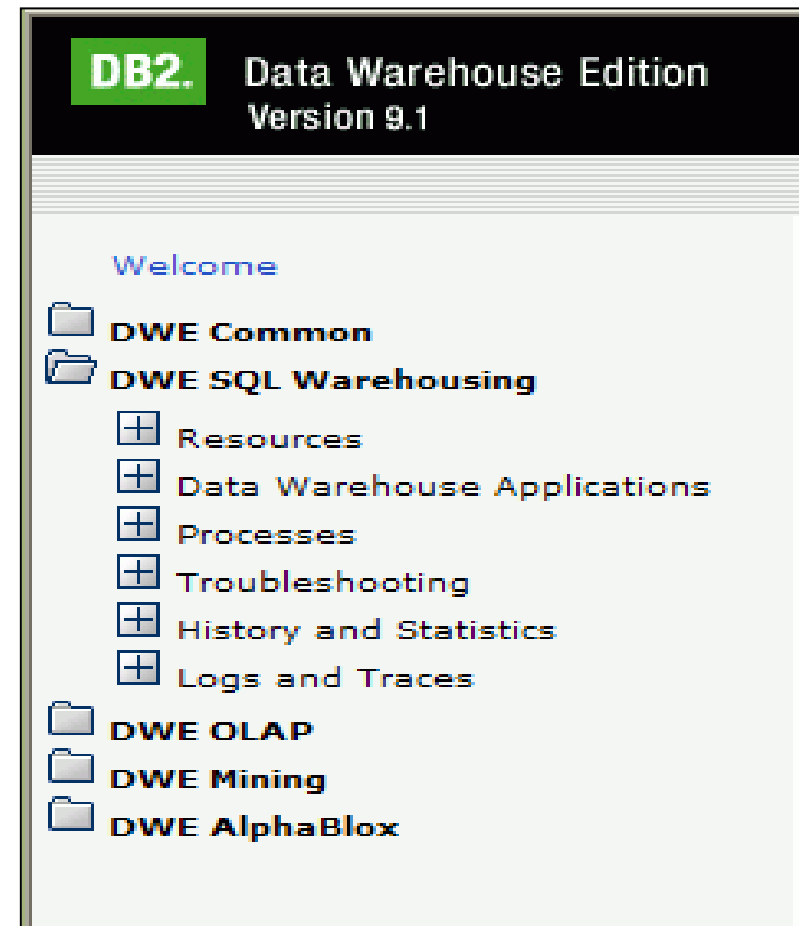 DB2. Data Warehouse Edition
Version 9.1
Welcome
DWE Common
DWE SQL Warehousing
Resources
Data Warehouse Applications
Processes
Troubleshooting
History and Statistics
Logs and Traces
DWE OLAP
DWE Mining
DWE AlphaBlox